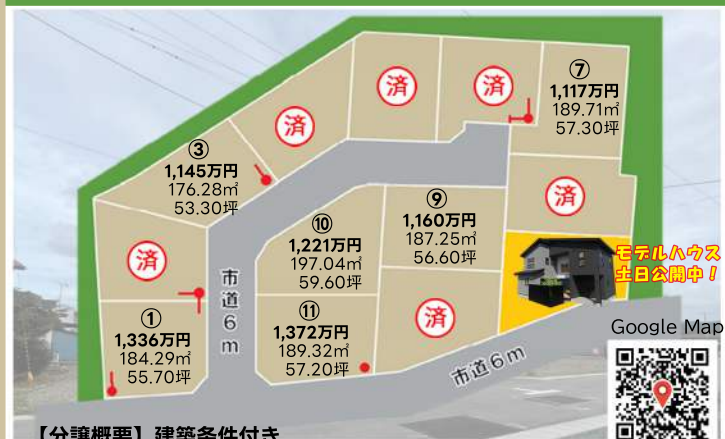 済
済
済
⑦
1,117万円
189.71㎡
57.30坪
③
1,145万円
176.28㎡
53.30坪
済
⑨
1,160万円
187.25㎡
56.60坪
⑩
1,221万円
197.04㎡
59.60坪
済
モデルハウス
土日公開中！
市道6m
①
1,336万円
184.29㎡
55.70坪
⑪
1,372万円
189.32㎡
57.20坪
済
市道6m
Google Map
【分譲概要】建築条件付き